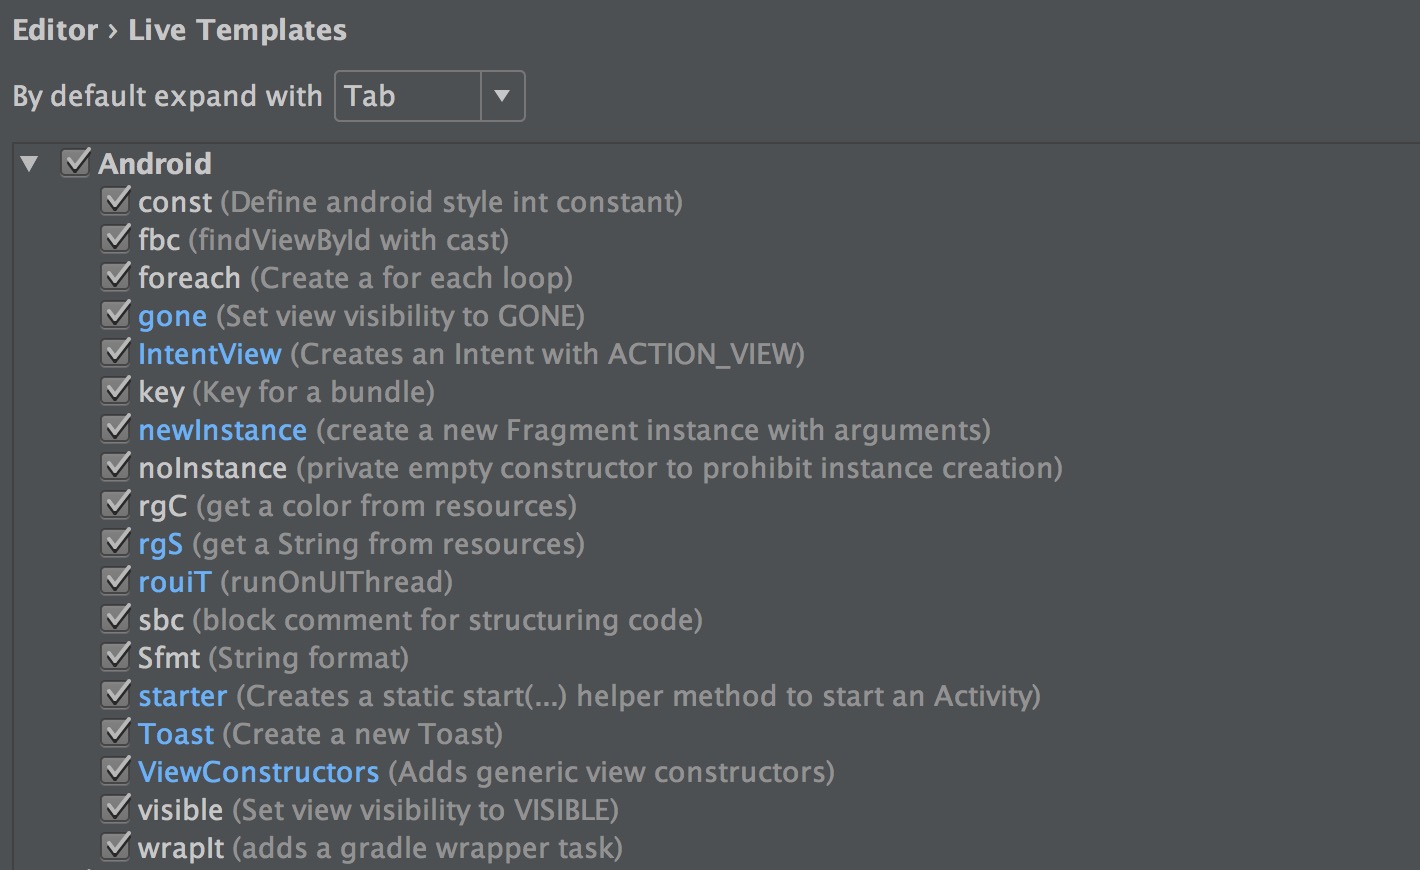 Editor › Live Templates
By default expand with Tab
Android
const (Define android style int constant)
fbc (findViewById with cast)
foreach (Create a for each loop)
gone (Set view visibility to GONE)
IntentView (Creates an Intent with ACTION_VIEW)
key (Key for a bundle)
newInstance (create a new Fragment instance with arguments)
noInstance (private empty constructor to prohibit instance creation)
rgC (get a color from resources)
rgS (get a String from resources)
rouiT (runOnUIThread)
sbc (block comment for structuring code)
Sfmt (String format)
starter (Creates a static start(...) helper method to start an Activity)
Toast (Create a new Toast)
ViewConstructors (Adds generic view constructors)
visible (Set view visibility to VISIBLE)
wrapIt (adds a gradle wrapper task)